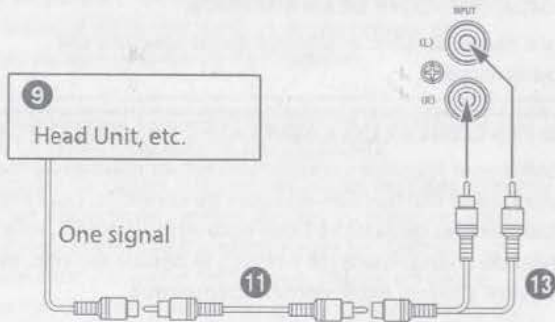 INPUT
(L)
(R)
9
Head Unit, etc.
One signal
11
13